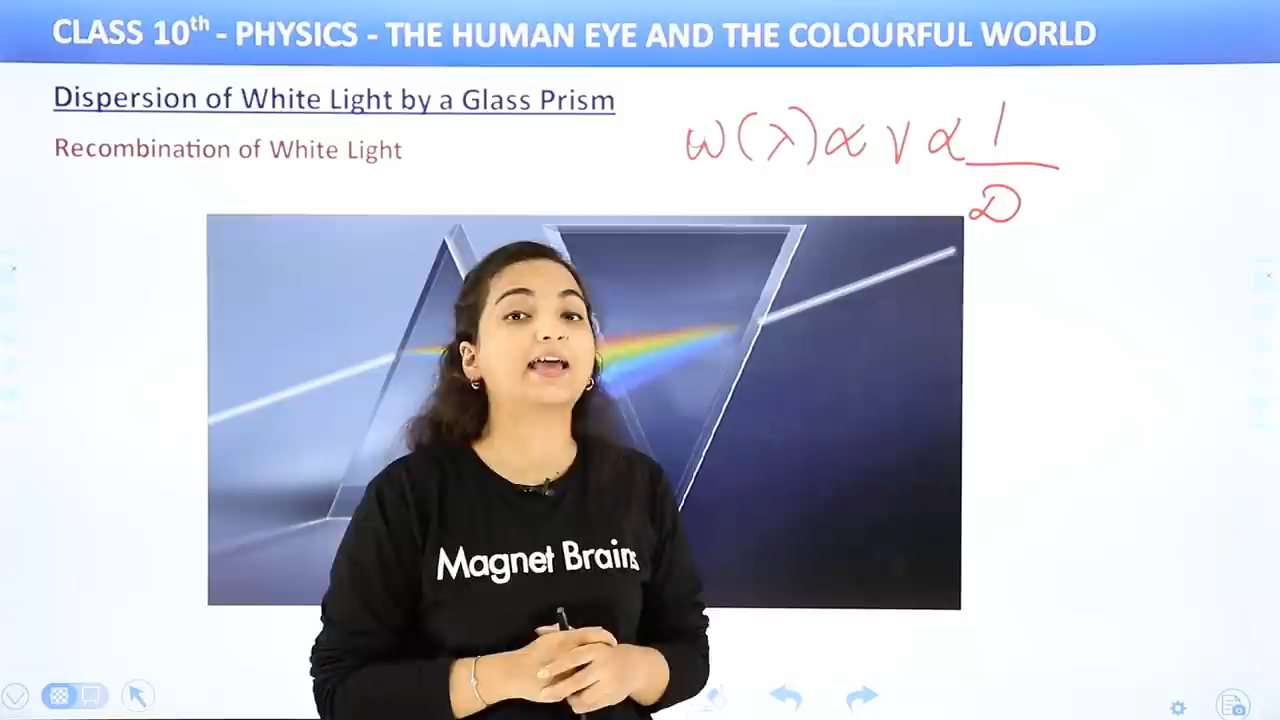 CLASS 10th - PHYSICS - THE HUMAN EYE AND THE COLOURFUL WORLD
Dispersion of White Light by a Glass Prism
Recombination of White Light
ω(λ) ∝ v ∝ 1/D
Magnet Brains